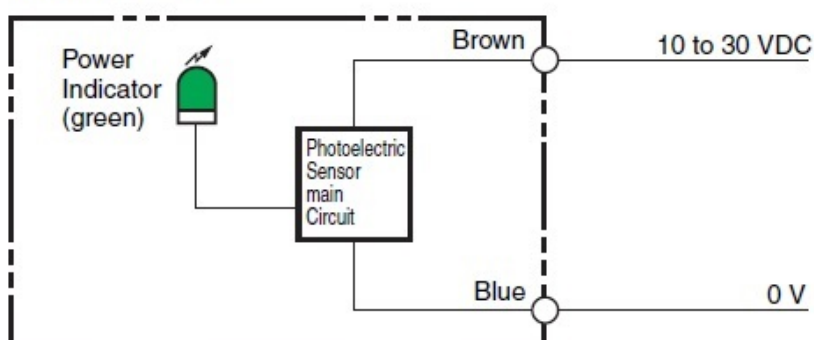 Power
Indicator
(green)
Brown
10 to 30 VDC
Photoelectric
Sensor
main
Circuit
Blue
0 V